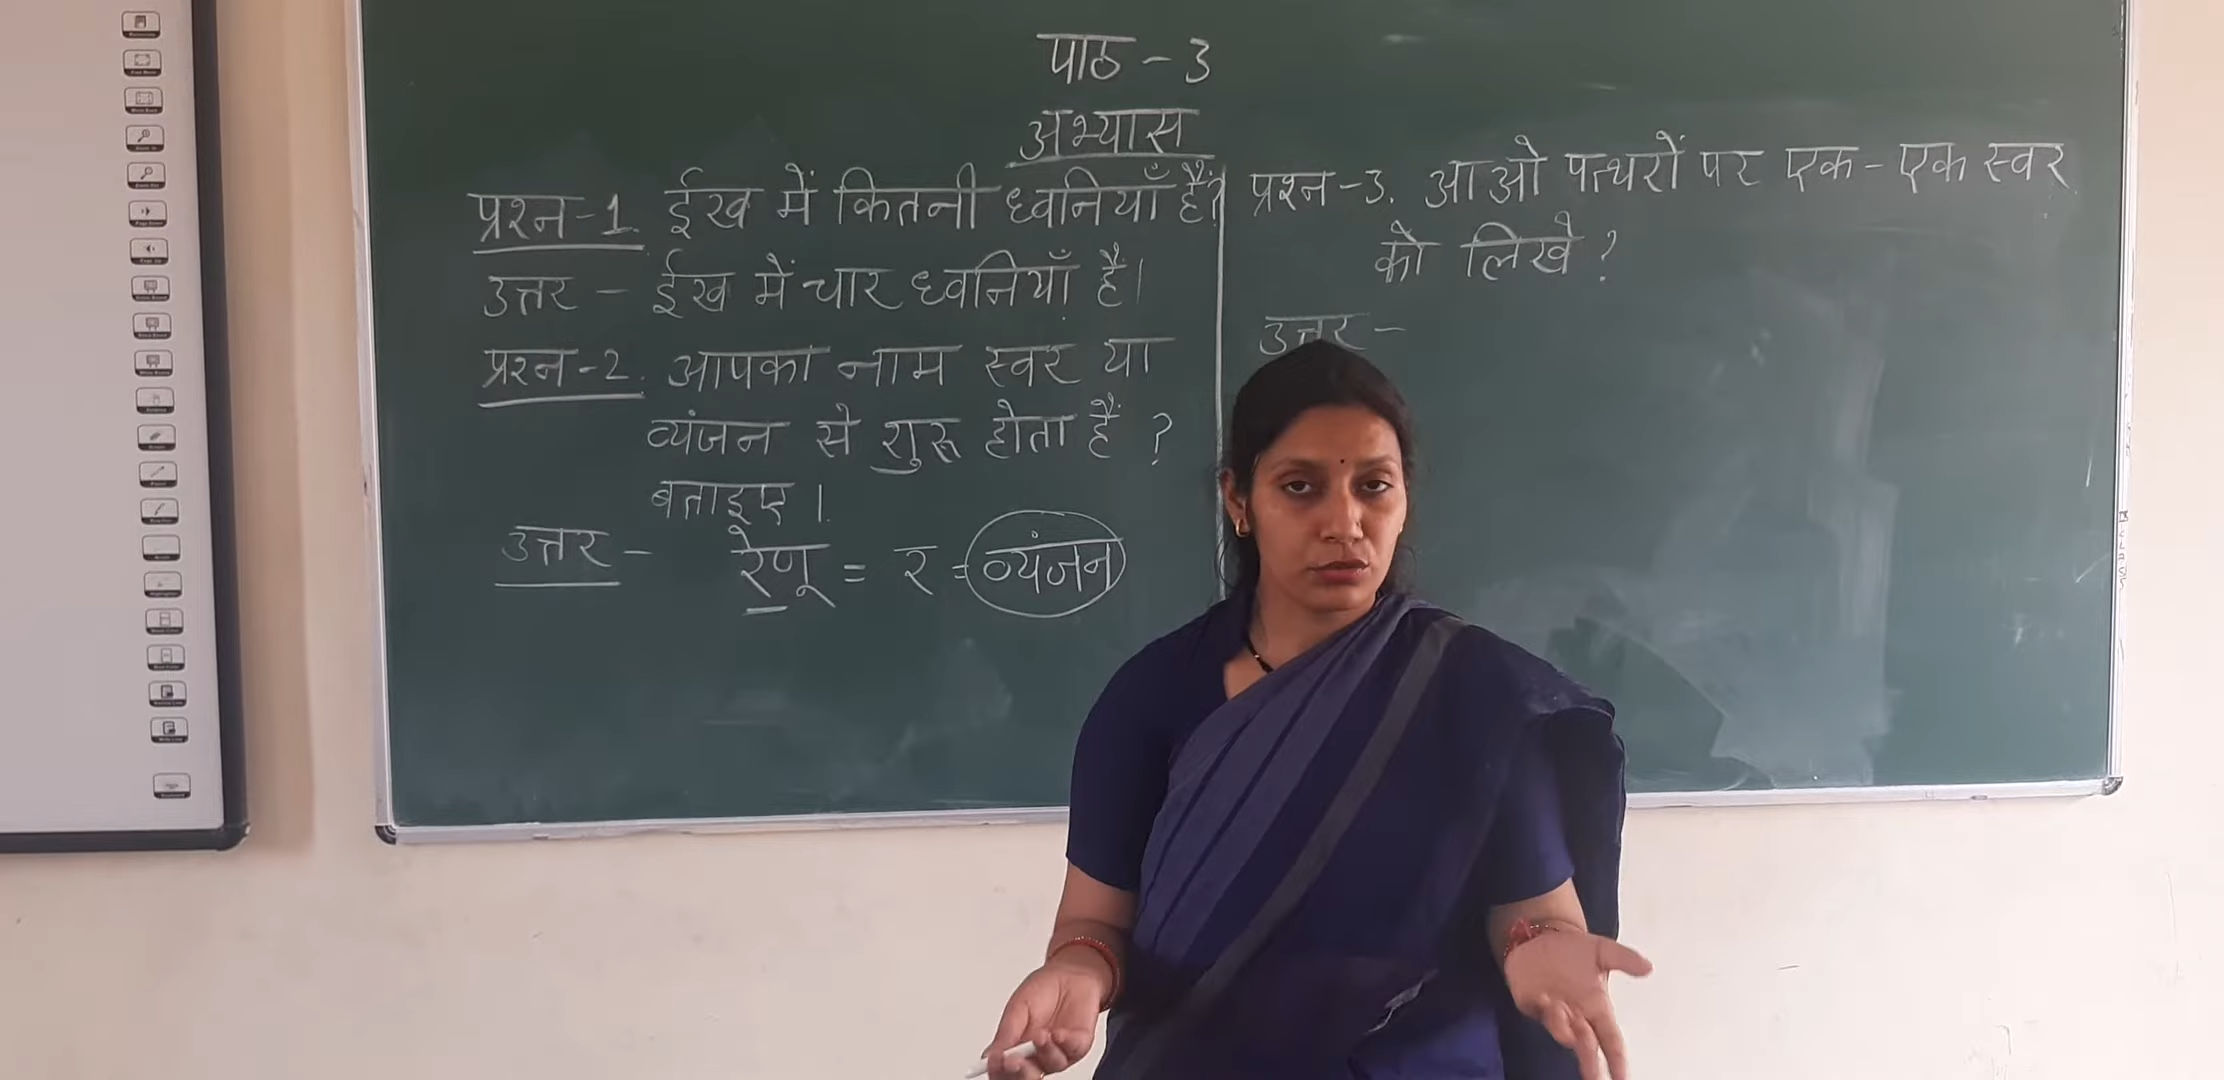 पाठ - 3
अभ्यास
प्रश्न-1. ईख में कितनी ध्वनियाँ हैं?
उत्तर - ईख में चार ध्वनियाँ हैं।
प्रश्न-2. आपका नाम स्वर या
व्यंजन से शुरू होता हैं ?
बताइए।
उत्तर - रेणू = र = व्यंजन
प्रश्न-3. आओ पत्थरों पर एक-एक स्वर
को लिखे ?
उत्तर -